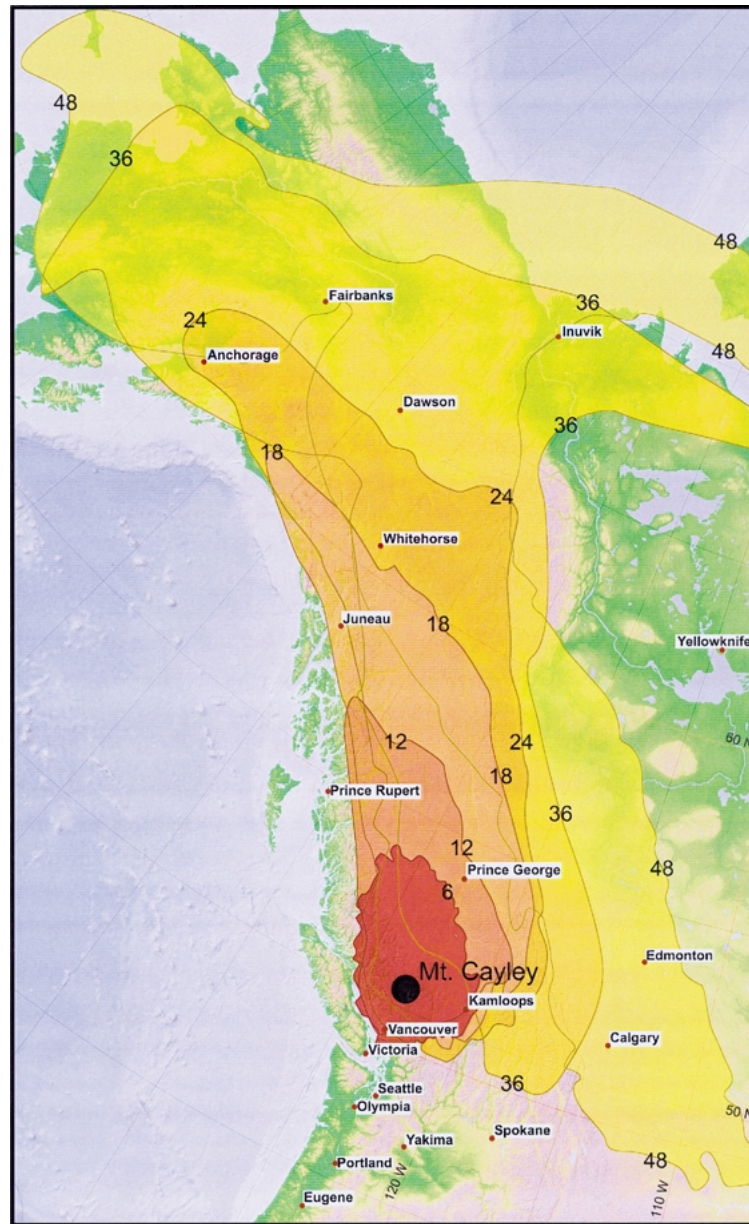 48
36
48
Fairbanks
36
24
Inuvik
Anchorage
48
Dawson
36
18
24
Whitehorse
Juneau
18
Yellowknife
12
24
60 N
18
Prince Rupert
36
12
Prince George
48
6
Edmonton
Mt. Cayley
Kamloops
Vancouver
Calgary
Victoria
36
Seattle
Olympia
50 N
Spokane
Yakima
Portland
48
120 W
110 W
Eugene